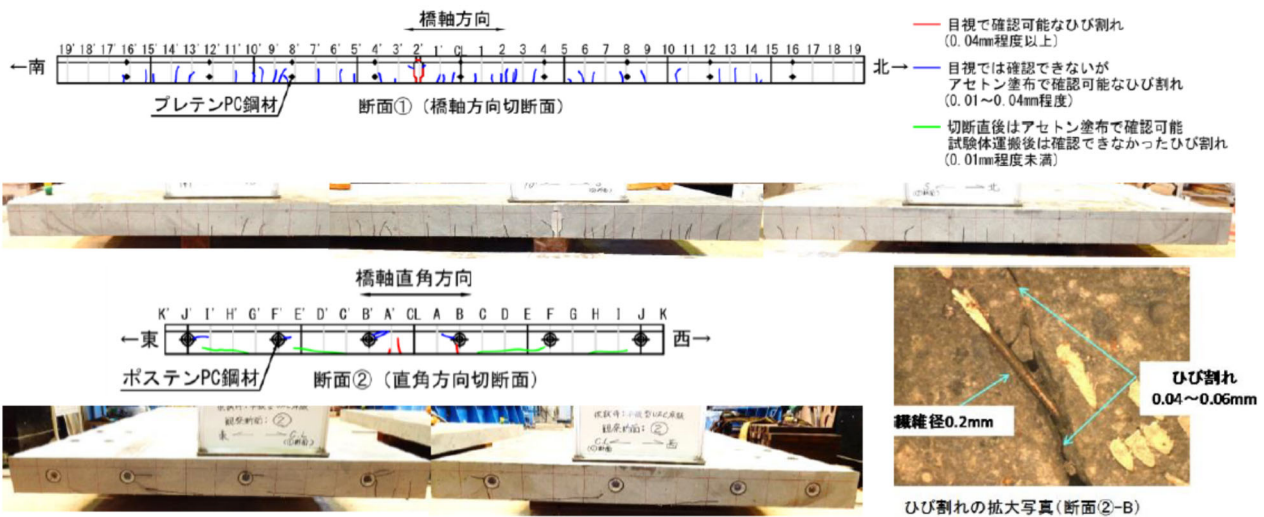 橋軸方向
19' 18' 17' 16' 15' 14' 13' 12' 11' 10' 9' 8' 7' 6' 5' 4' 3' 2' 1' CL 1 2 3 4 5 6 7 8 9 10 11 12 13 14 15 16 17 18 19
←南
北→
プレテンPC鋼材
断面①（橋軸方向切断面）
目視で確認可能なひび割れ
(0.04mm程度以上)
目視では確認できないが
アセトン塗布で確認可能なひび割れ
(0.01～0.04mm程度)
切断直後はアセトン塗布で確認可能
試験体運搬後は確認できなかったひび割れ
(0.01mm程度未満)
橋軸直角方向
K' J' I' H' G' F' E' D' C' B' A' CL A B C D E F G H I J K
←東
西→
ポステンPC鋼材
断面②（直角方向切断面）
②
東
②
西
ひび割れ
0.04～0.06mm
繊維径0.2mm
ひび割れの拡大写真(断面②-B)